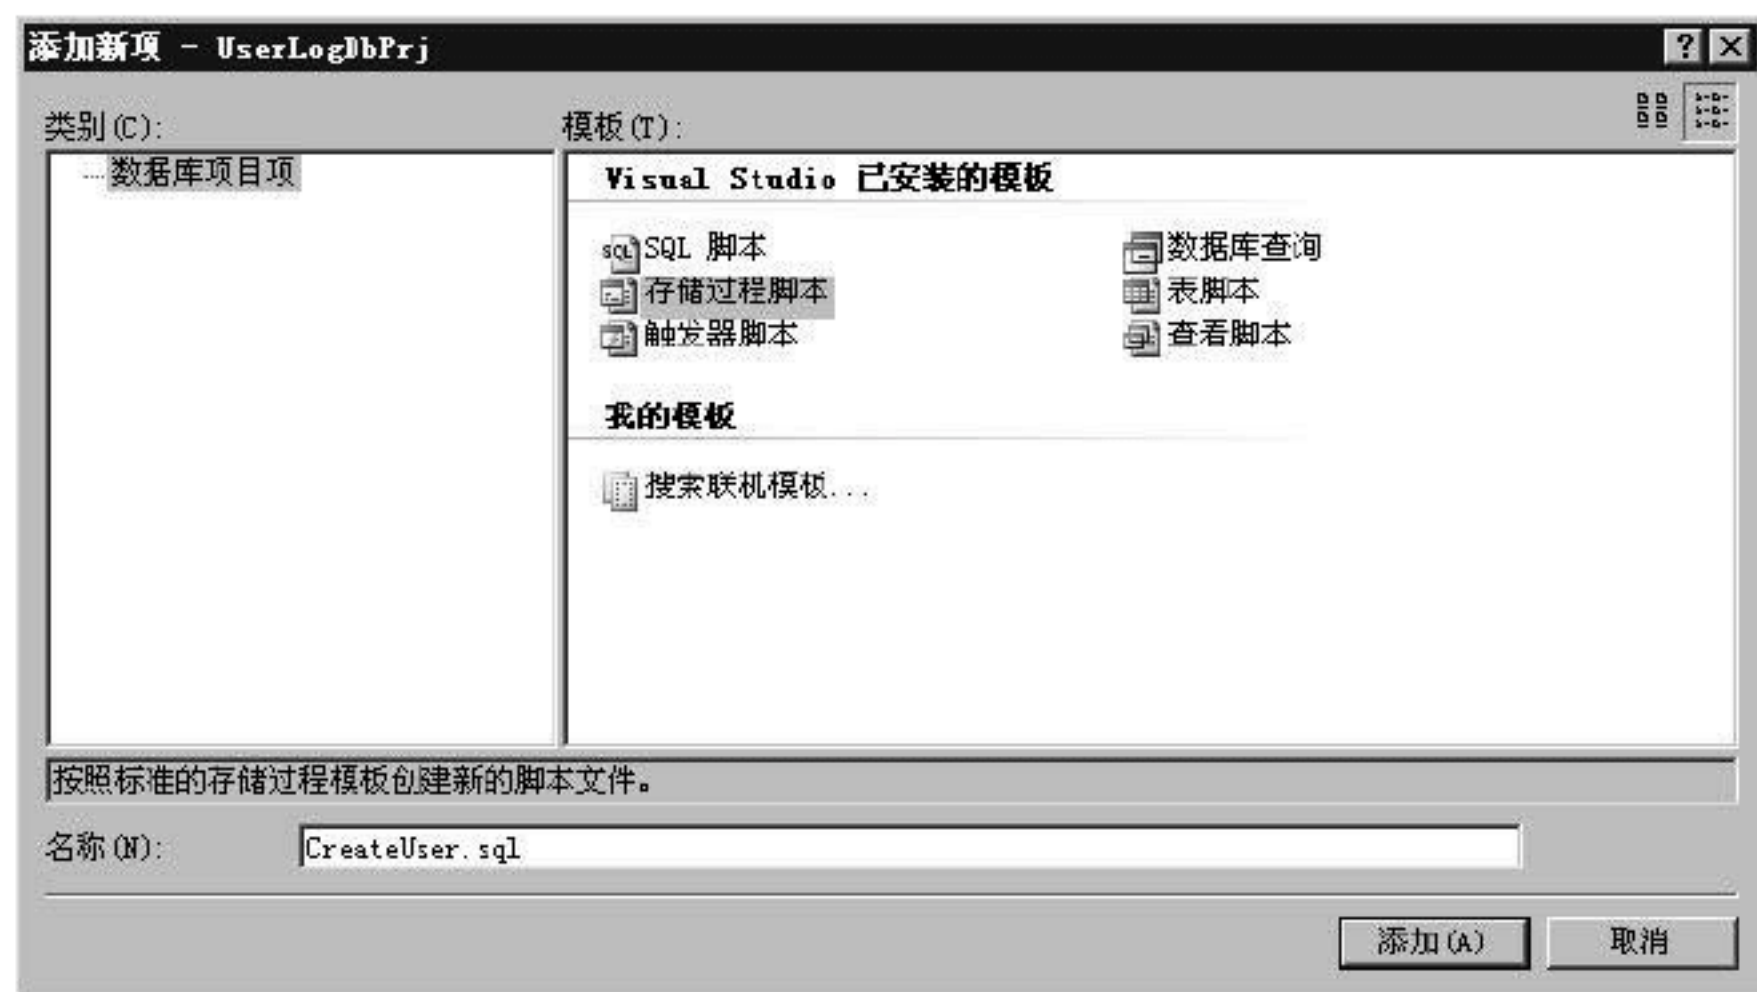 添加新项 - UserLogDbPrj
类别(C):
模板(T):
数据库项目项
Visual Studio 已安装的模板
SQL 脚本
数据库查询
存储过程脚本
表脚本
触发器脚本
查看脚本
我的模板
搜索联机模板...
按照标准的存储过程模板创建新的脚本文件。
名称(N):
CreateUser.sql
添加(A)
取消